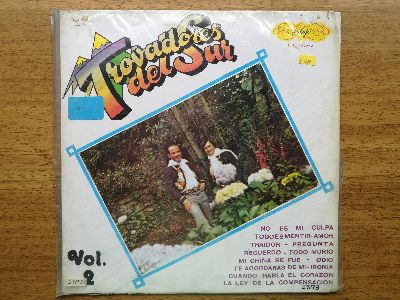 Trovadores
del Sur
Vol.
2
NO ES MI CULPA
TODO ES MENTIR-AMOR
TRAIDOR - PREGUNTA
RECUERDO - TODO MURIO
MI CHINA SE FUE - ODIO
TE ACORDARAS DE MI-IRONIA
CUANDO HABLA EL CORAZON
LA LEY DE LA COMPENSACION